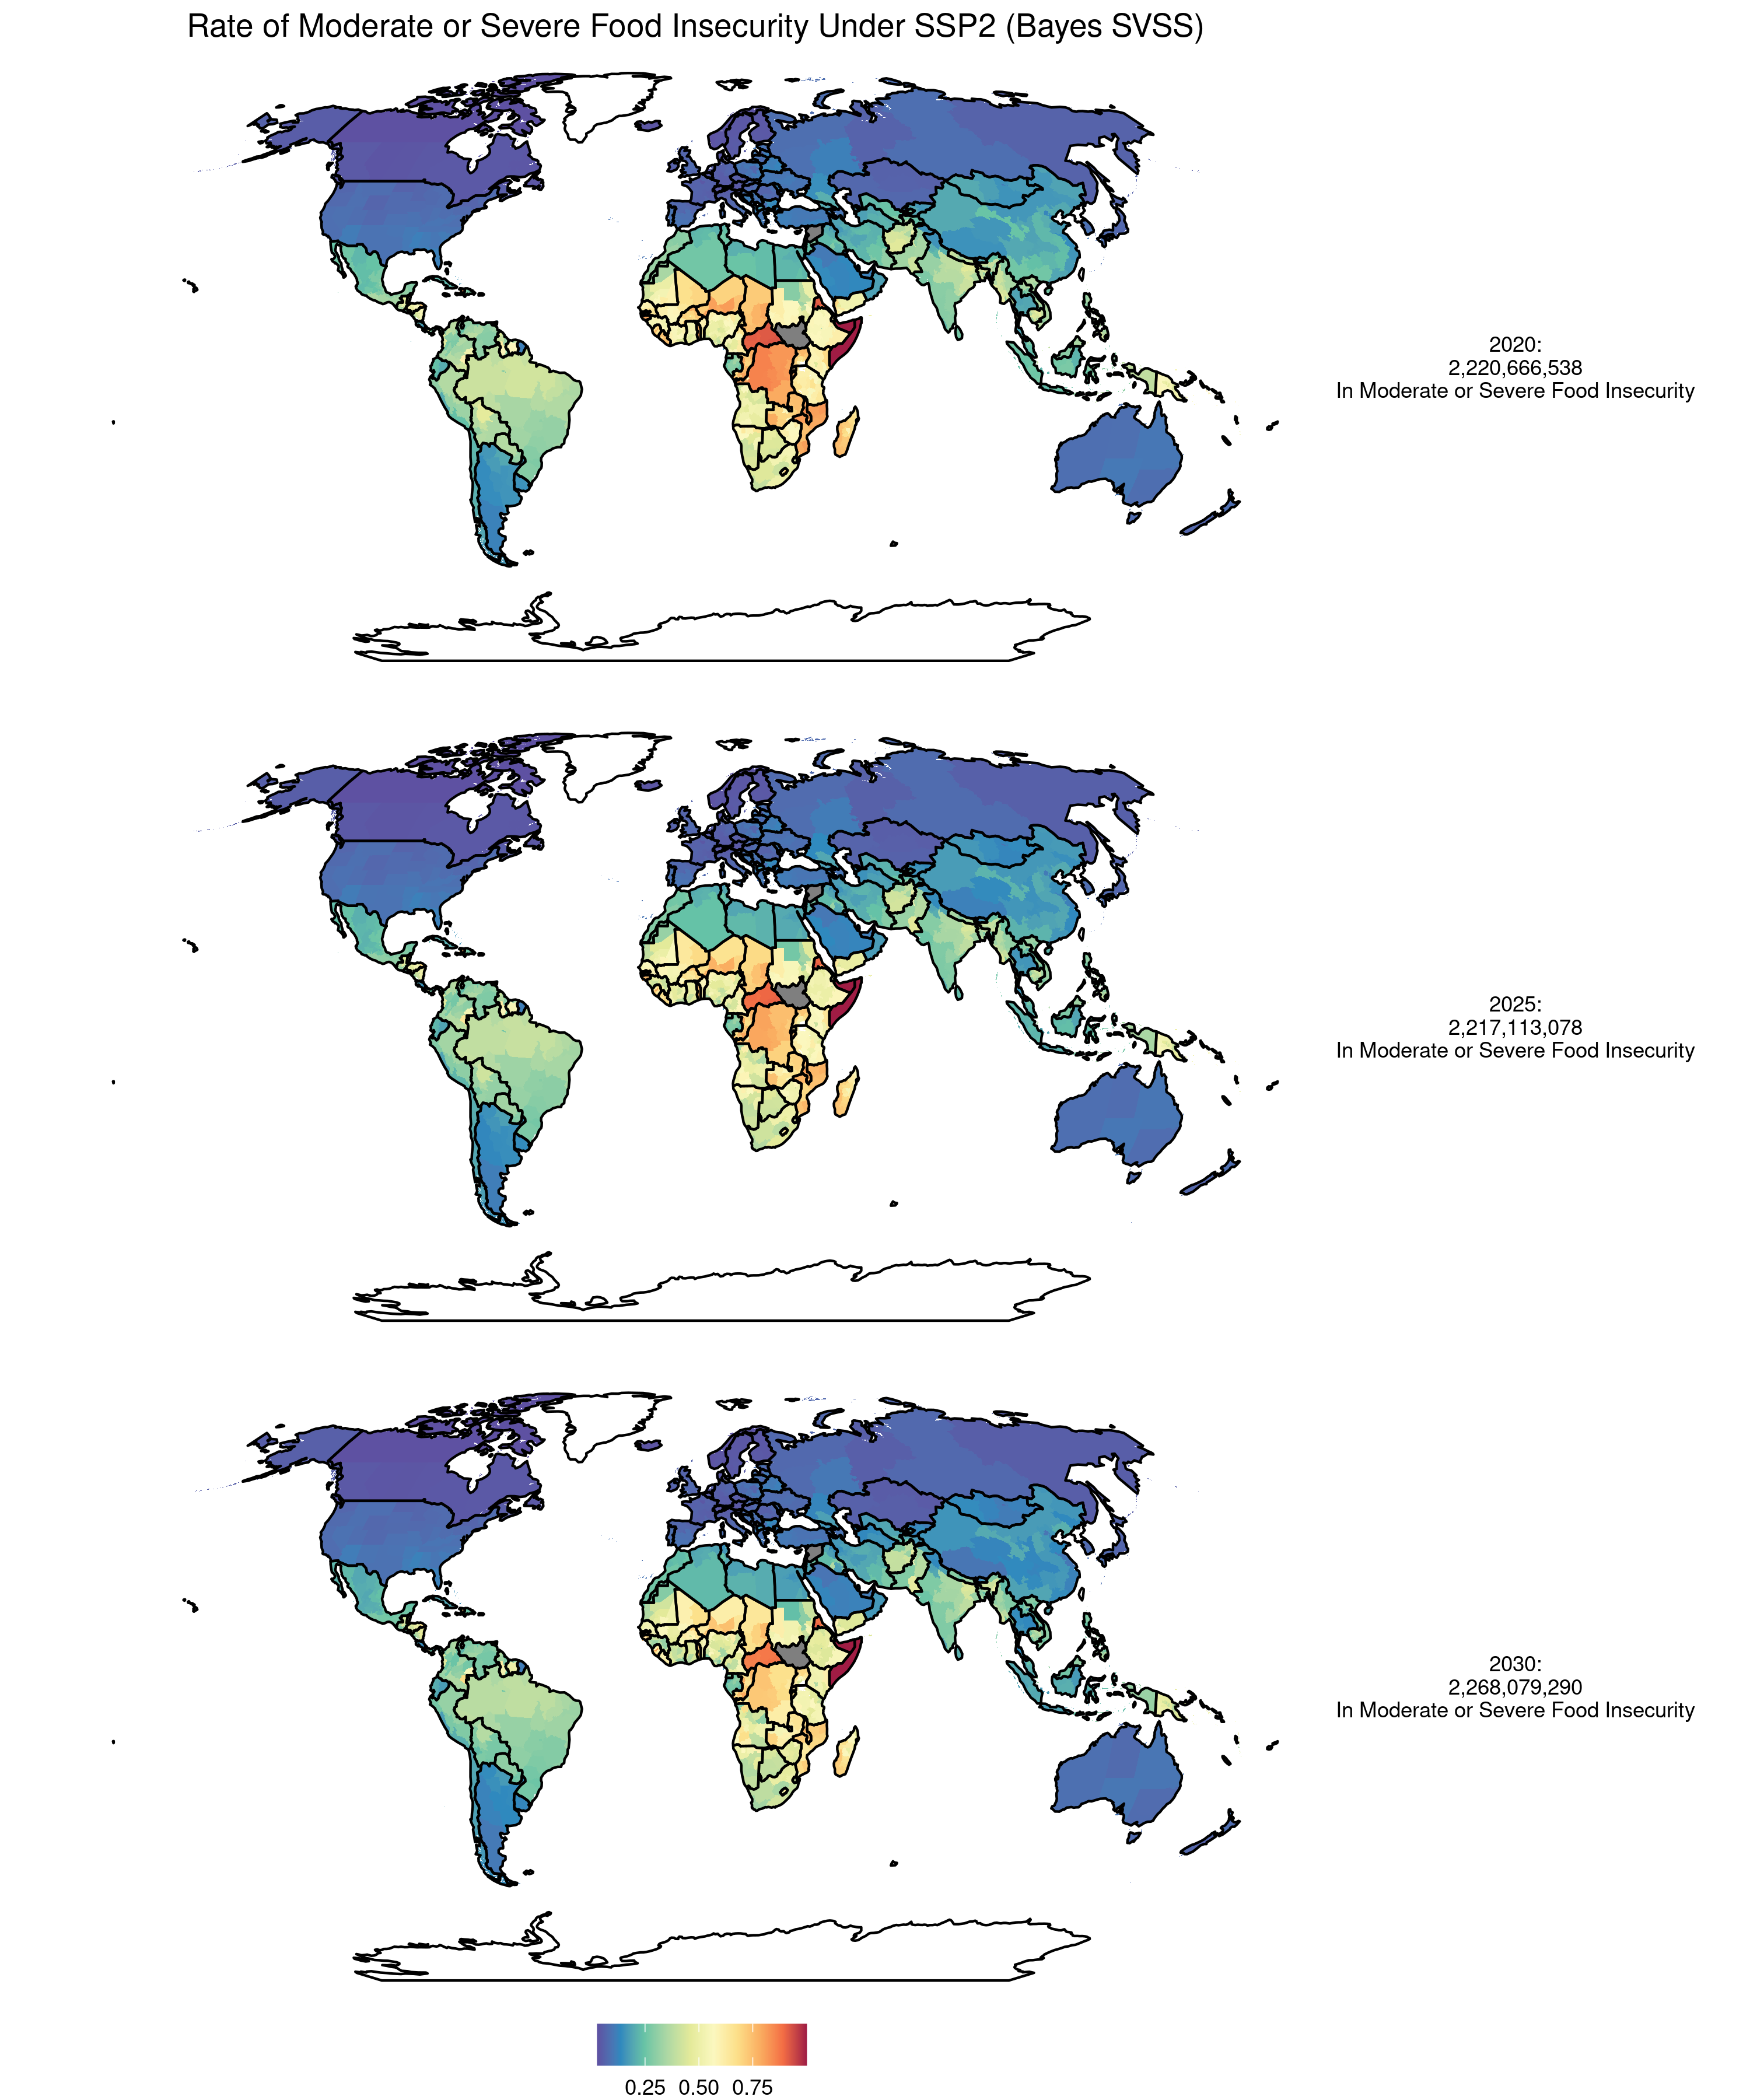 Rate of Moderate or Severe Food Insecurity Under SSP2 (Bayes SVSS)
2020:
2,220,666,538
In Moderate or Severe Food Insecurity
2025:
2,217,113,078
In Moderate or Severe Food Insecurity
2030:
2,268,079,290
In Moderate or Severe Food Insecurity
0.25 0.50 0.75